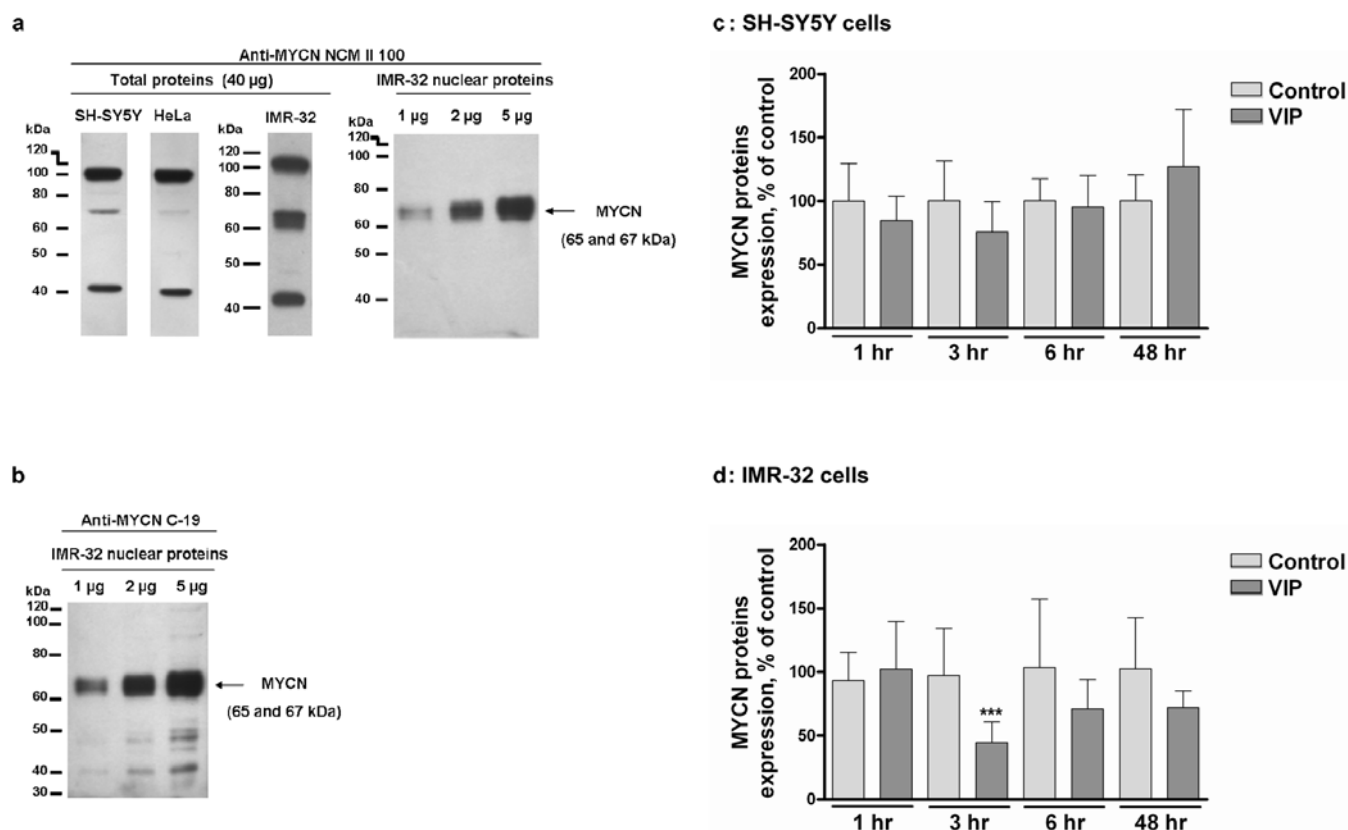 a
Anti-MYCN NCM II 100
Total proteins (40 µg)
IMR-32 nuclear proteins
SH-SY5Y HeLa
IMR-32
1 µg 2 µg 5 µg
kDa
120
100
80
60
50
40
kDa
120
100
80
60
50
40
kDa
120
100
80
60
50
40
MYCN
(65 and 67 kDa)
b
Anti-MYCN C-19
IMR-32 nuclear proteins
1 µg 2 µg 5 µg
kDa
120
100
80
60
50
40
30
MYCN
(65 and 67 kDa)
c: SH-SY5Y cells
MYCN proteins
expression, % of control
200
150
100
50
0
Control
VIP
1 hr 3 hr 6 hr 48 hr
d: IMR-32 cells
MYCN proteins
expression, % of control
200
150
100
50
0
Control
VIP
***
1 hr 3 hr 6 hr 48 hr